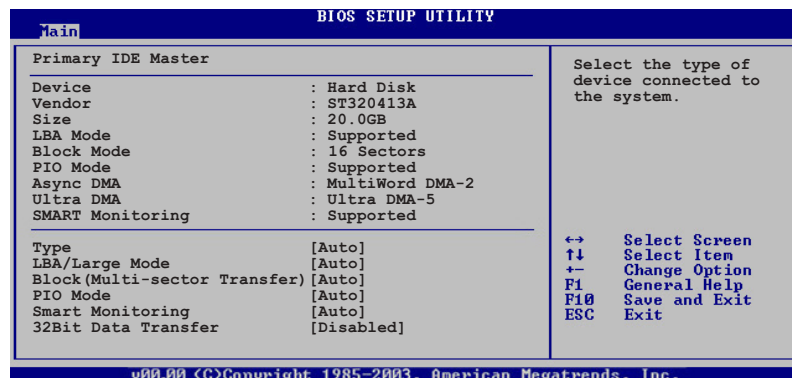 BIOS SETUP UTILITY
Main
Primary IDE Master
Device : Hard Disk
Vendor : ST320413A
Size : 20.0GB
LBA Mode : Supported
Block Mode : 16 Sectors
PIO Mode : Supported
Async DMA : MultiWord DMA-2
Ultra DMA : Ultra DMA-5
SMART Monitoring : Supported
Type [Auto]
LBA/Large Mode [Auto]
Block(Multi-sector Transfer) [Auto]
PIO Mode [Auto]
Smart Monitoring [Auto]
32Bit Data Transfer [Disabled]
Select the type of
device connected to
the system.
←→ Select Screen
↑↓ Select Item
+- Change Option
F1 General Help
F10 Save and Exit
ESC Exit
v00.00 (C)Copyright 1985-2003, American Megatrends, Inc.